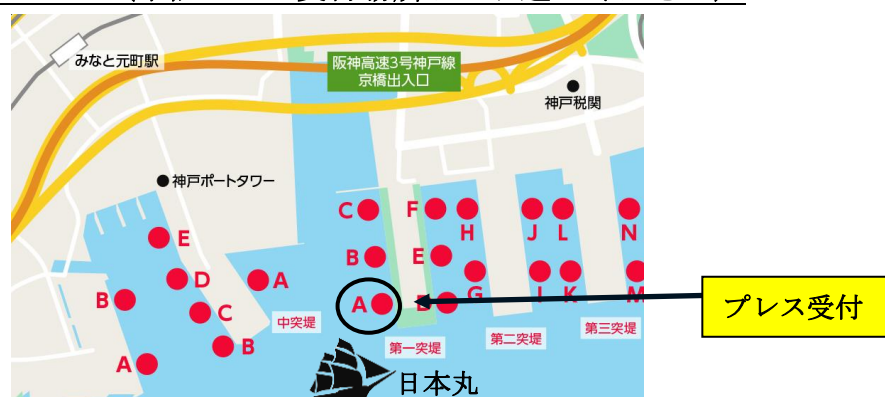 みなと元町駅
阪神高速3号神戸線
京橋出入口
神戸税関
神戸ポートタワー
C
F
H
J
L
N
E
B
E
D
A
G
I
K
M
B
C
A
D
中突堤
B
第一突堤
第二突堤
第三突堤
A
日本丸
プレス受付